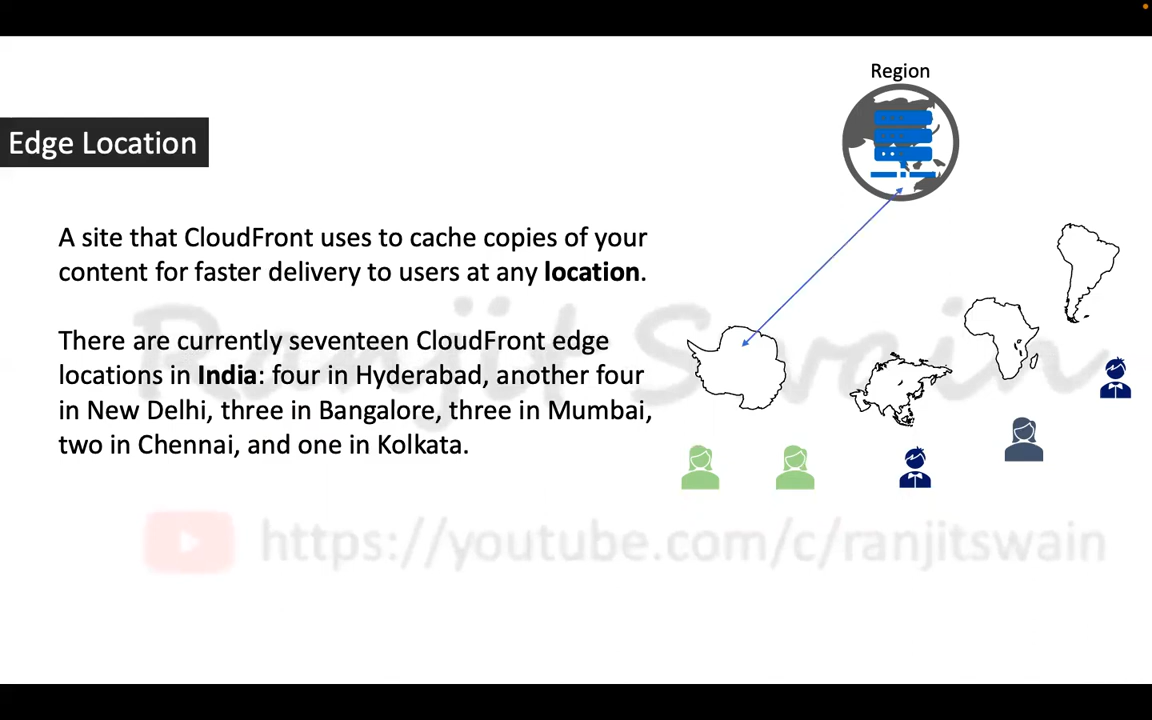 Region
Edge Location
A site that CloudFront uses to cache copies of your
content for faster delivery to users at any location.
There are currently seventeen CloudFront edge
locations in India: four in Hyderabad, another four
in New Delhi, three in Bangalore, three in Mumbai,
two in Chennai, and one in Kolkata.
Ranjit Swain
https://youtube.com/c/ranjitswain